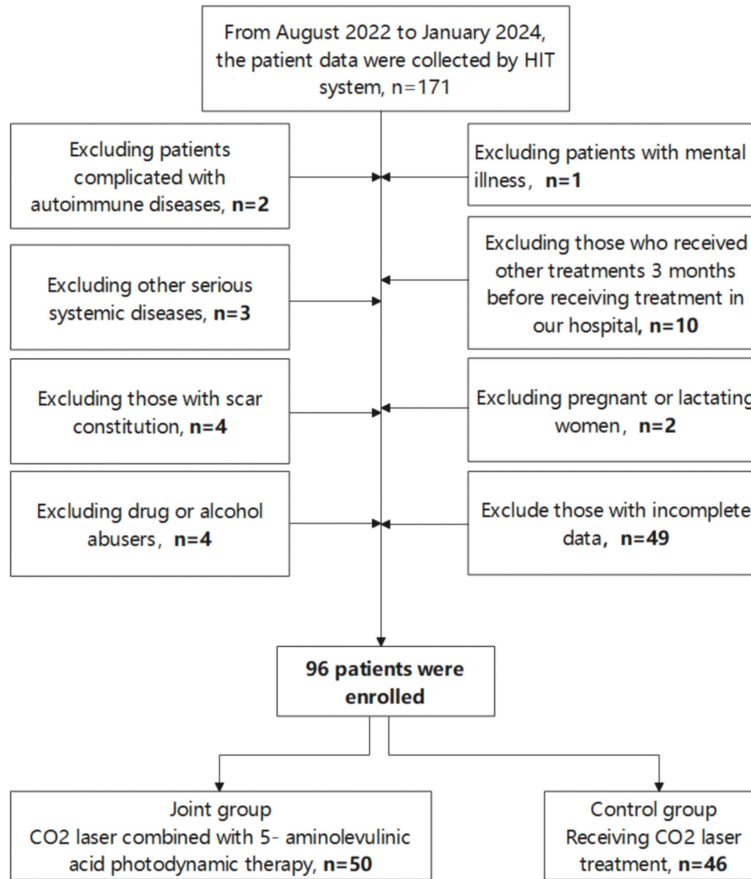 From August 2022 to January 2024,
the patient data were collected by HIT
system, n=171
Excluding patients
complicated with
autoimmune diseases, n=2
Excluding patients with mental
illness, n=1
Excluding other serious
systemic diseases, n=3
Excluding those who received
other treatments 3 months
before receiving treatment in
our hospital, n=10
Excluding those with scar
constitution, n=4
Excluding pregnant or lactating
women, n=2
Excluding drug or alcohol
abusers, n=4
Exclude those with incomplete
data, n=49
96 patients were
enrolled
Joint group
CO2 laser combined with 5- aminolevulinic
acid photodynamic therapy, n=50
Control group
Receiving CO2 laser
treatment, n=46